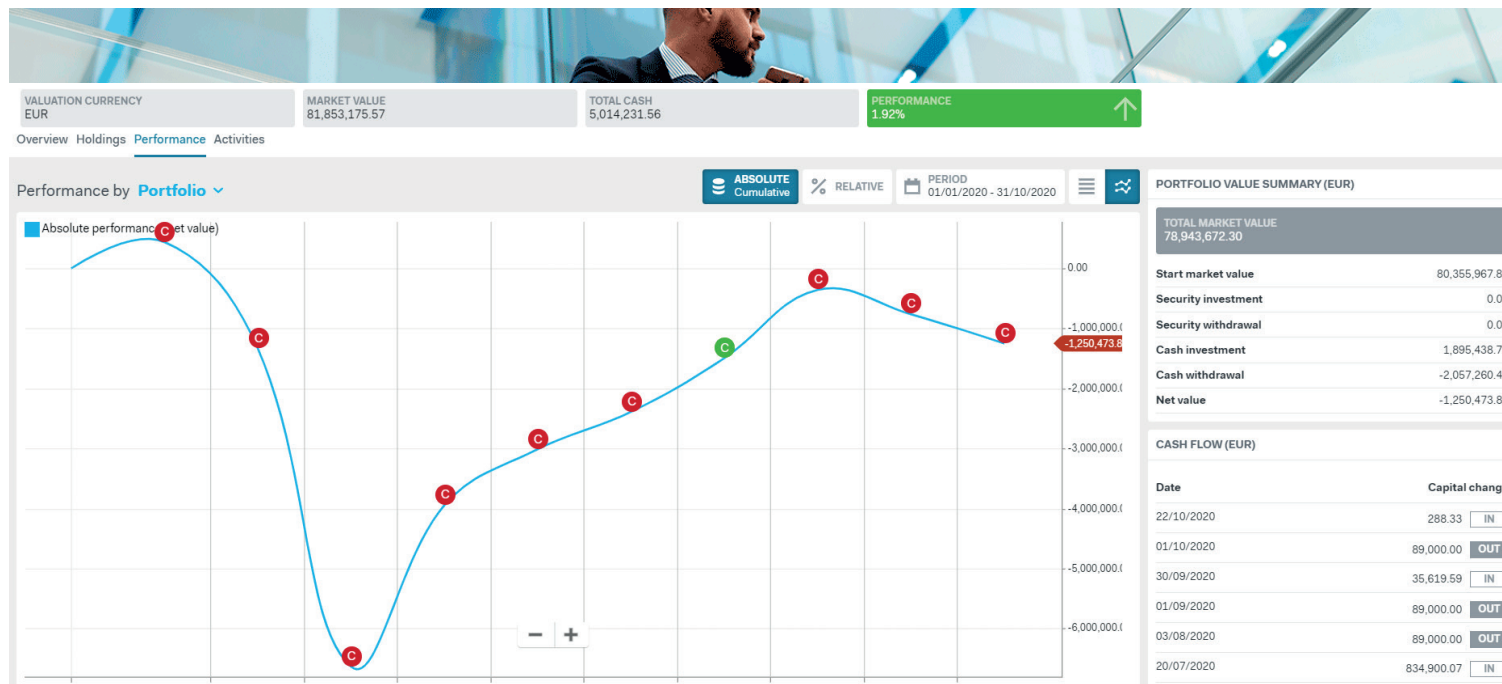 VALUATION CURRENCY
EUR
MARKET VALUE
81,853,175.57
TOTAL CASH
5,014,231.56
PERFORMANCE
1.92%
Overview Holdings Performance Activities
Performance by Portfolio
ABSOLUTE
Cumulative
RELATIVE
PERIOD
01/01/2020 - 31/10/2020
Absolute performanc et value)
C
C
C
C
C
C
C
C
C
C
0.00
-1,000,000.
-1,250,473.8
-2,000,000.
-3,000,000.
-4,000,000.
-5,000,000.
-6,000,000.
PORTFOLIO VALUE SUMMARY (EUR)
TOTAL MARKET VALUE
78,943,672.30
Start market value 80,355,967.8
Security investment 0.0
Security withdrawal 0.0
Cash investment 1,895,438.7
Cash withdrawal -2,057,260.4
Net value -1,250,473.8
CASH FLOW (EUR)
Date Capital chang
22/10/2020 288.33 IN
01/10/2020 89,000.00 OUT
30/09/2020 35,619.59 IN
01/09/2020 89,000.00 OUT
03/08/2020 89,000.00 OUT
20/07/2020 834,900.07 IN